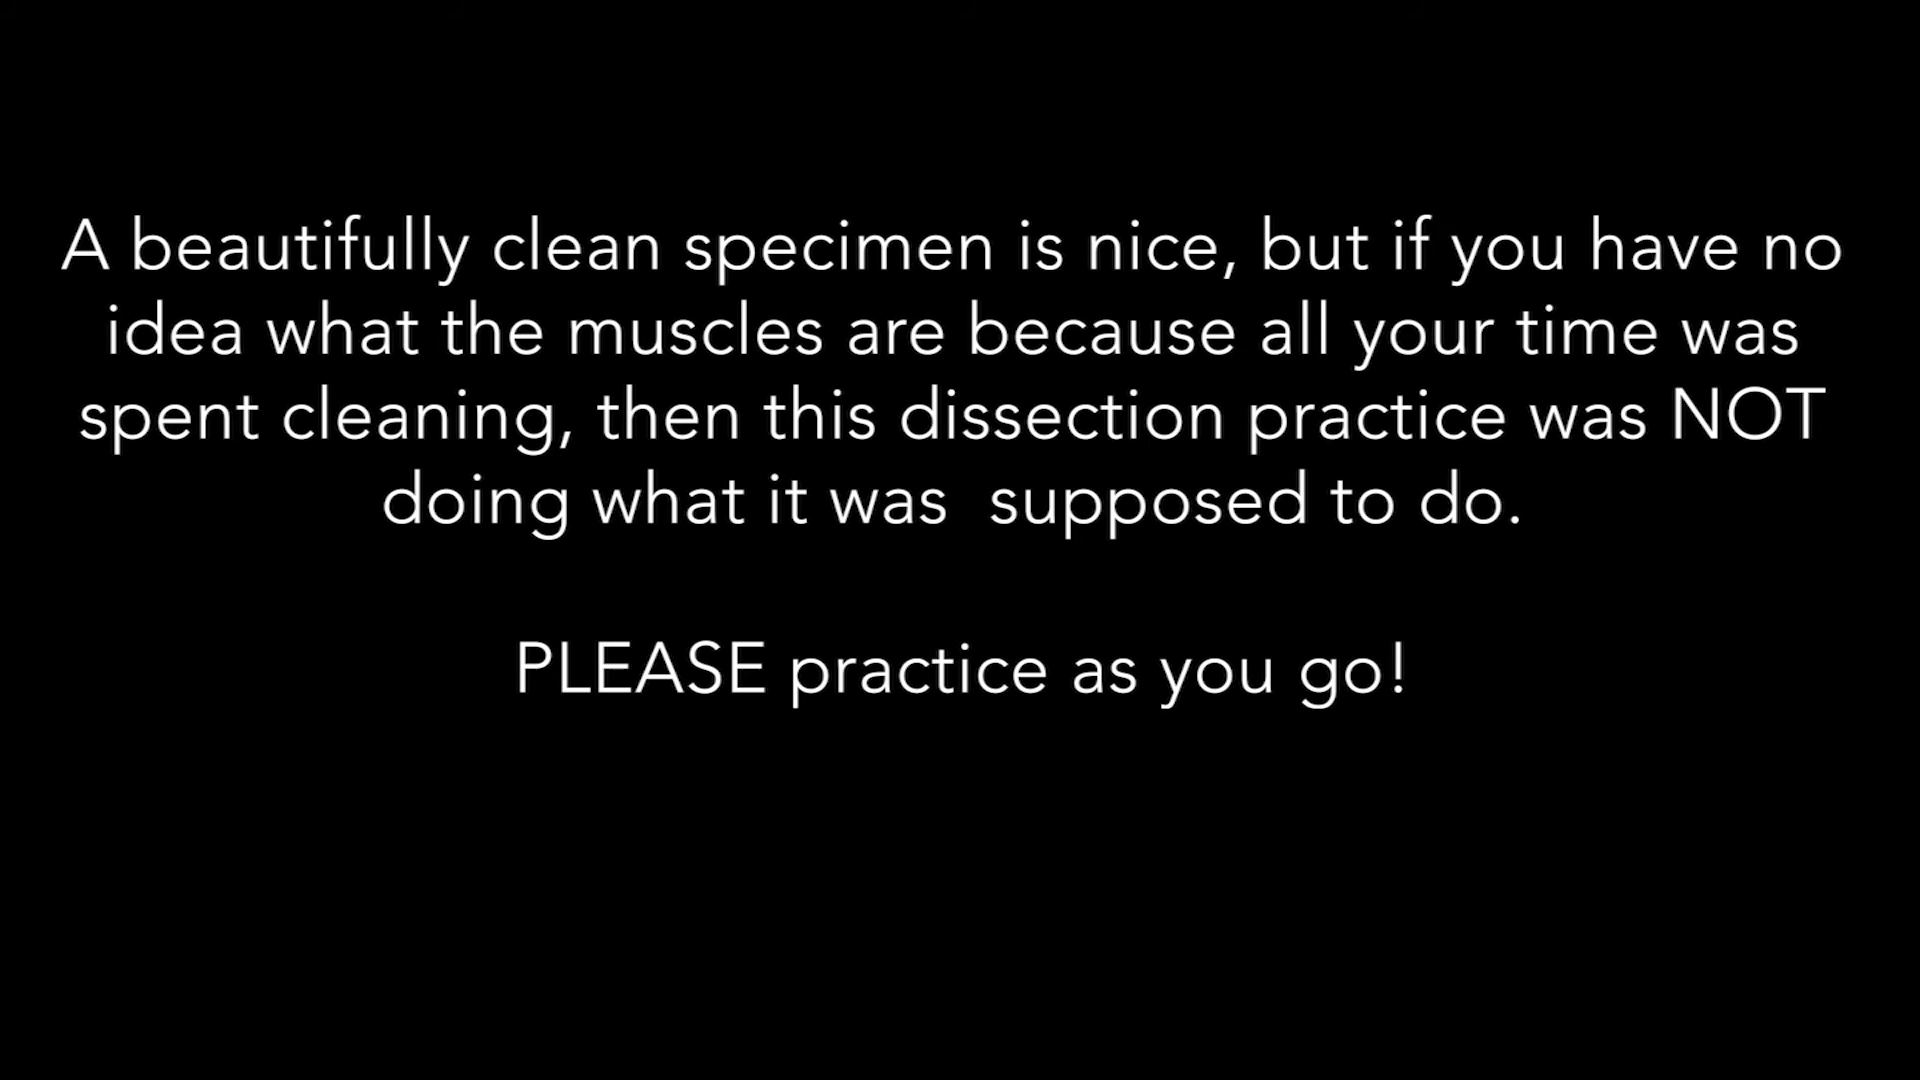 A beautifully clean specimen is nice, but if you have no
idea what the muscles are because all your time was
spent cleaning, then this dissection practice was NOT
doing what it was  supposed to do.
PLEASE practice as you go!